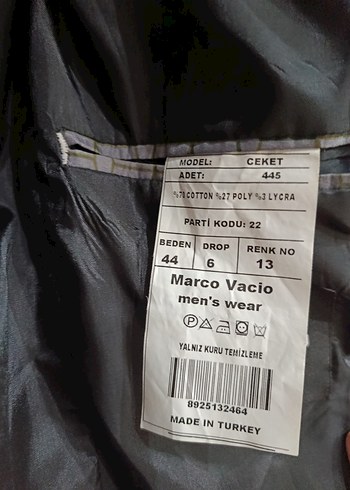 MODEL: CEKET
ADET: 445
%70 COTTON %27 POLY %3 LYCRA
PARTİ KODU: 22
BEDEN DROP RENK NO
44 6 13
Marco Vacio
men's wear
P
YALNIZ KURU TEMİZLEME
8925132464
MADE IN TURKEY